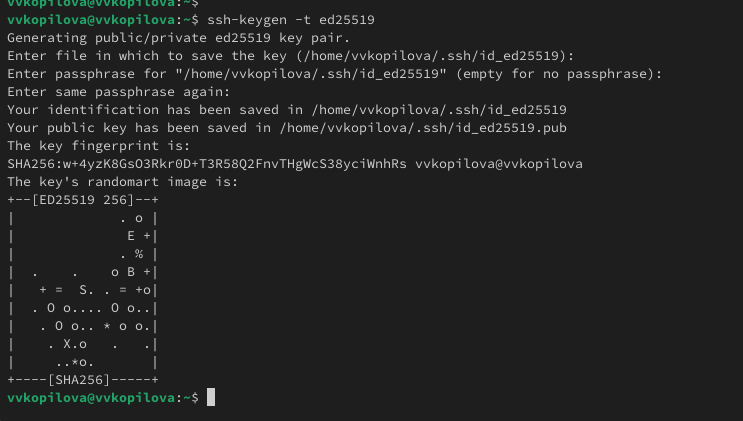 vvkopilova@vvkopilova:~$
vvkopilova@vvkopilova:~$ ssh-keygen -t ed25519
Generating public/private ed25519 key pair.
Enter file in which to save the key (/home/vvkopilova/.ssh/id_ed25519):
Enter passphrase for "/home/vvkopilova/.ssh/id_ed25519" (empty for no passphrase):
Enter same passphrase again:
Your identification has been saved in /home/vvkopilova/.ssh/id_ed25519
Your public key has been saved in /home/vvkopilova/.ssh/id_ed25519.pub
The key fingerprint is:
SHA256:w+4yzK8GsO3Rkr0D+T3R58Q2FnvTHgWcS38yciWnhRs vvkopilova@vvkopilova
The key's randomart image is:
+--[ED25519 256]--+
|             . o |
|              E +|
|             . % |
|  .    .    o B +|
|   + =  S. . = +o|
|  . O o.... O o..|
|   . O o.. * o o.|
|    . X.o   .   .|
|     ..*o.       |
+----[SHA256]-----+
vvkopilova@vvkopilova:~$